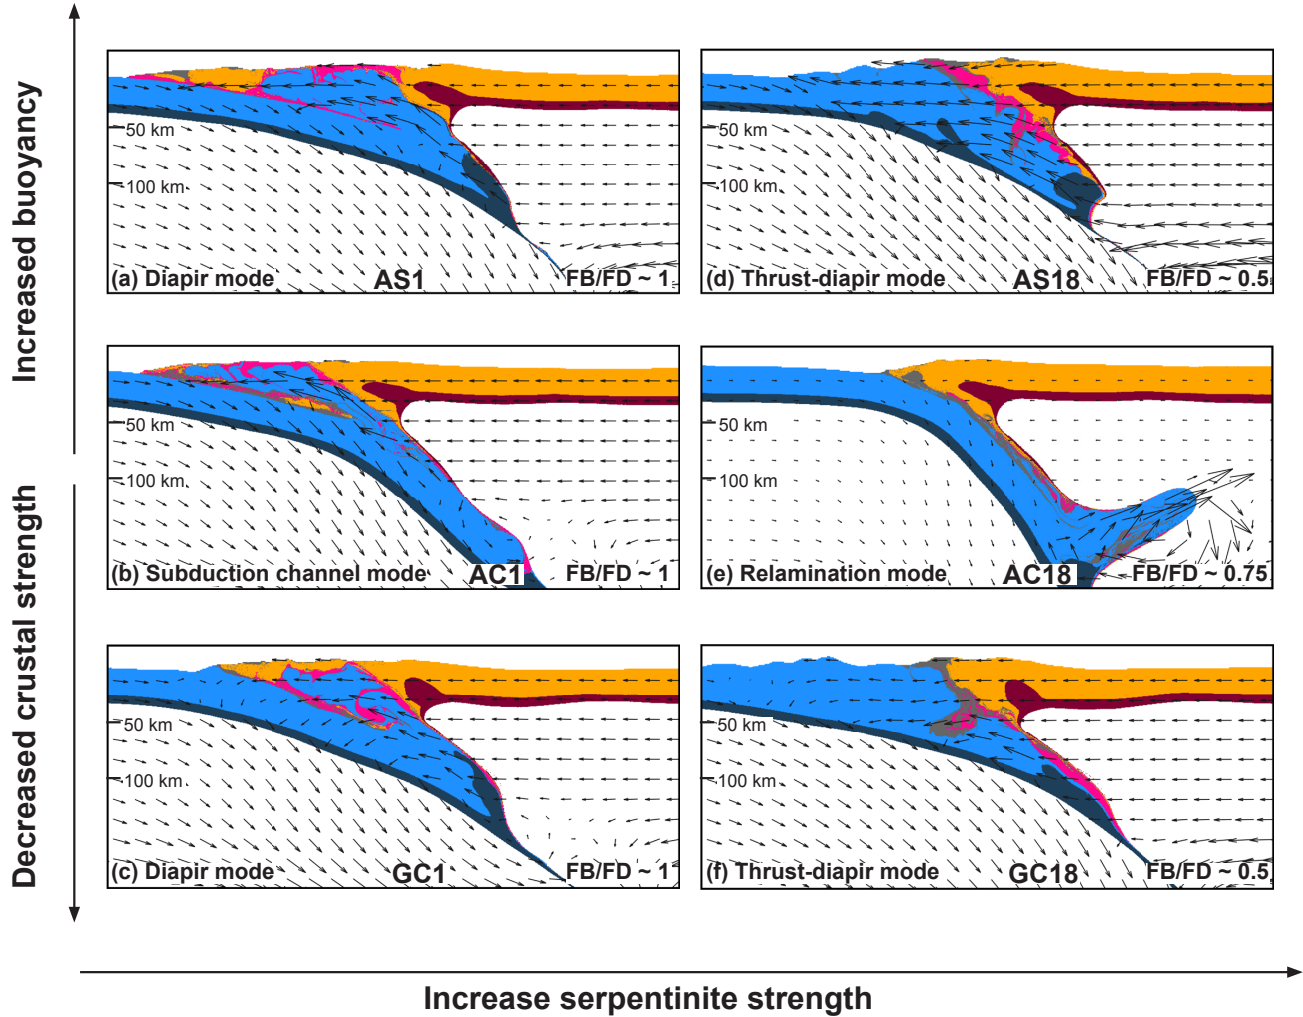 Increased buoyancy
Decreased crustal strength
50 km
100 km
(a) Diapir mode AS1 FB/FD ~ 1
50 km
100 km
(d) Thrust-diapir mode AS18 FB/FD ~ 0.5
50 km
100 km
(b) Subduction channel mode AC1 FB/FD ~ 1
50 km
100 km
(e) Relamination mode AC18 FB/FD ~ 0.75
50 km
100 km
(c) Diapir mode GC1 FB/FD ~ 1
50 km
100 km
(f) Thrust-diapir mode GC18 FB/FD ~ 0.5
Increase serpentinite strength